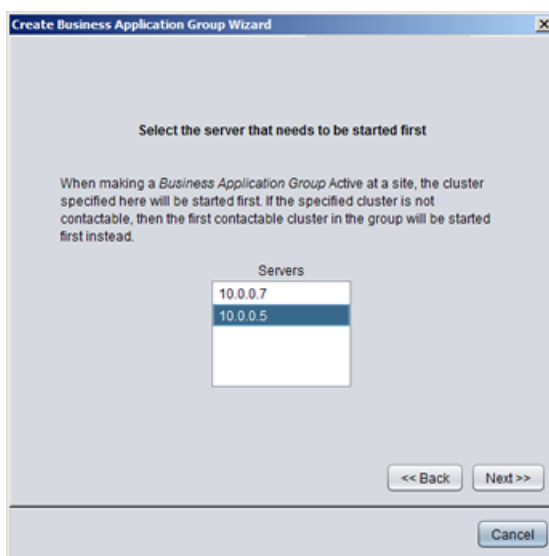 Create Business Application Group Wizard
Select the server that needs to be started first
When making a Business Application Group Active at a site, the cluster
specified here will be started first. If the specified cluster is not
contactable, then the first contactable cluster in the group will be started
first instead.
Servers
10.0.0.7
10.0.0.5
<< Back
Next >>
Cancel